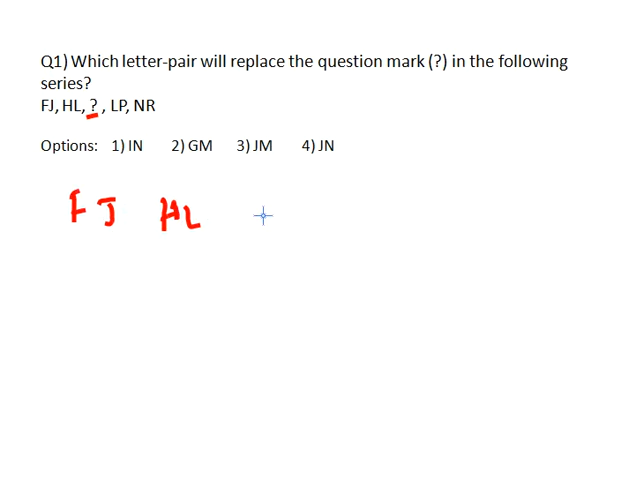 Q1) Which letter-pair will replace the question mark (?) in the following
series?
FJ, HL, ? , LP, NR
Options: 1) IN 2) GM 3) JM 4) JN
FJ HL